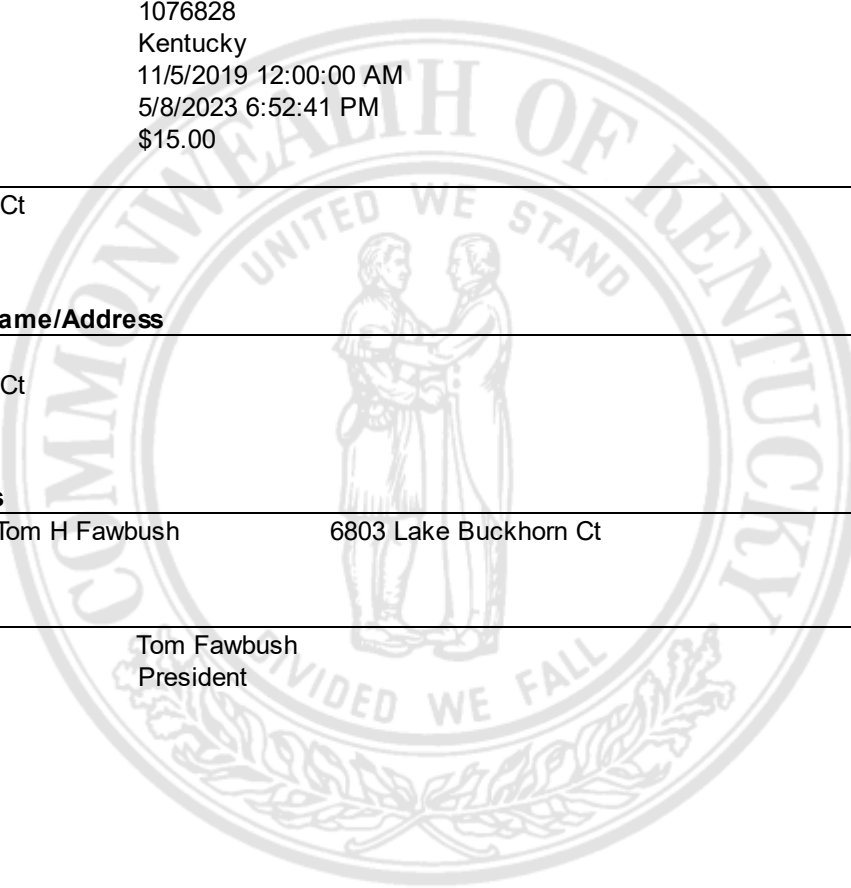 1076828
Kentucky
11/5/2019 12:00:00 AM
5/8/2023 6:52:41 PM
$15.00
Ct
ame/Address
Ct
s
Tom H Fawbush 6803 Lake Buckhorn Ct
Tom Fawbush
President
COMMONWEALTH OF KENTUCKY
UNITED WE STAND
DIVIDED WE FALL